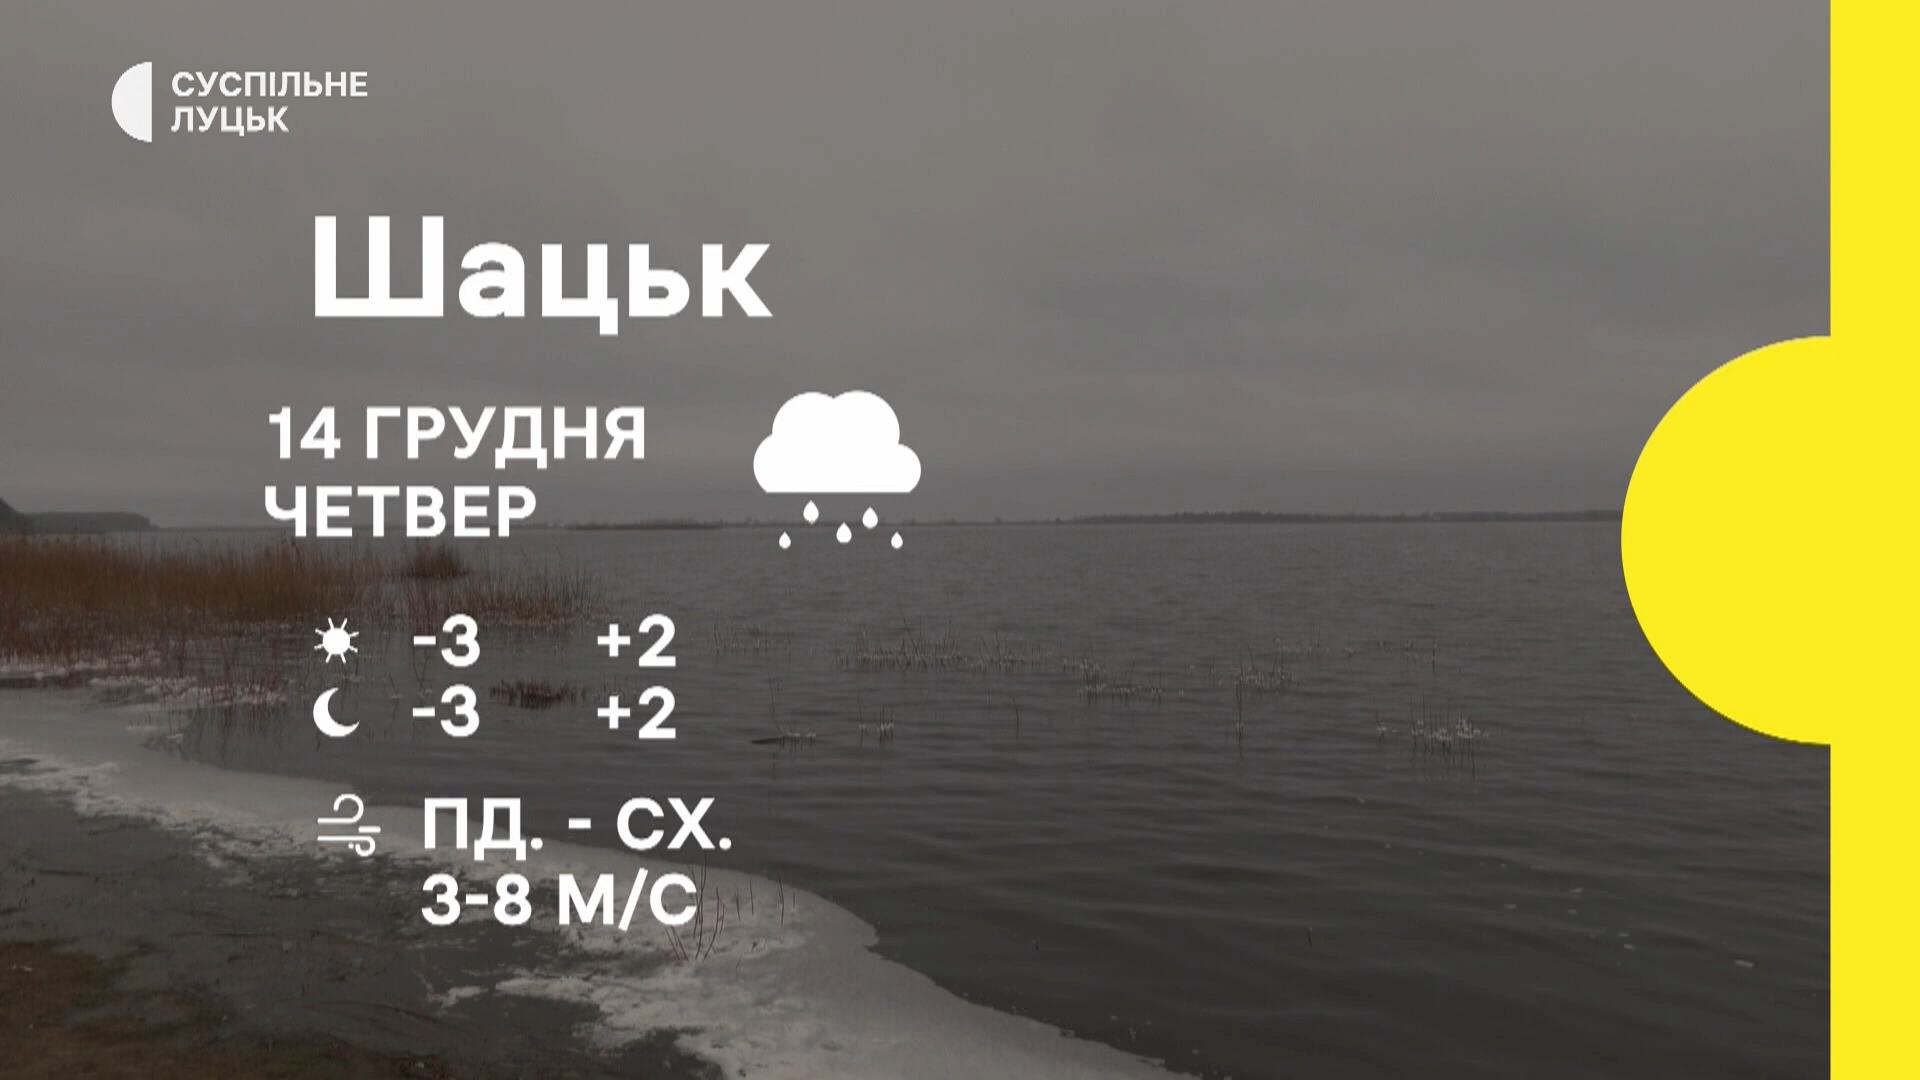 СУСПІЛЬНЕ
ЛУЦЬК
Шацьк
14 ГРУДНЯ
ЧЕТВЕР
-3 +2
-3 +2
ПД. - СХ.
3-8 М/С